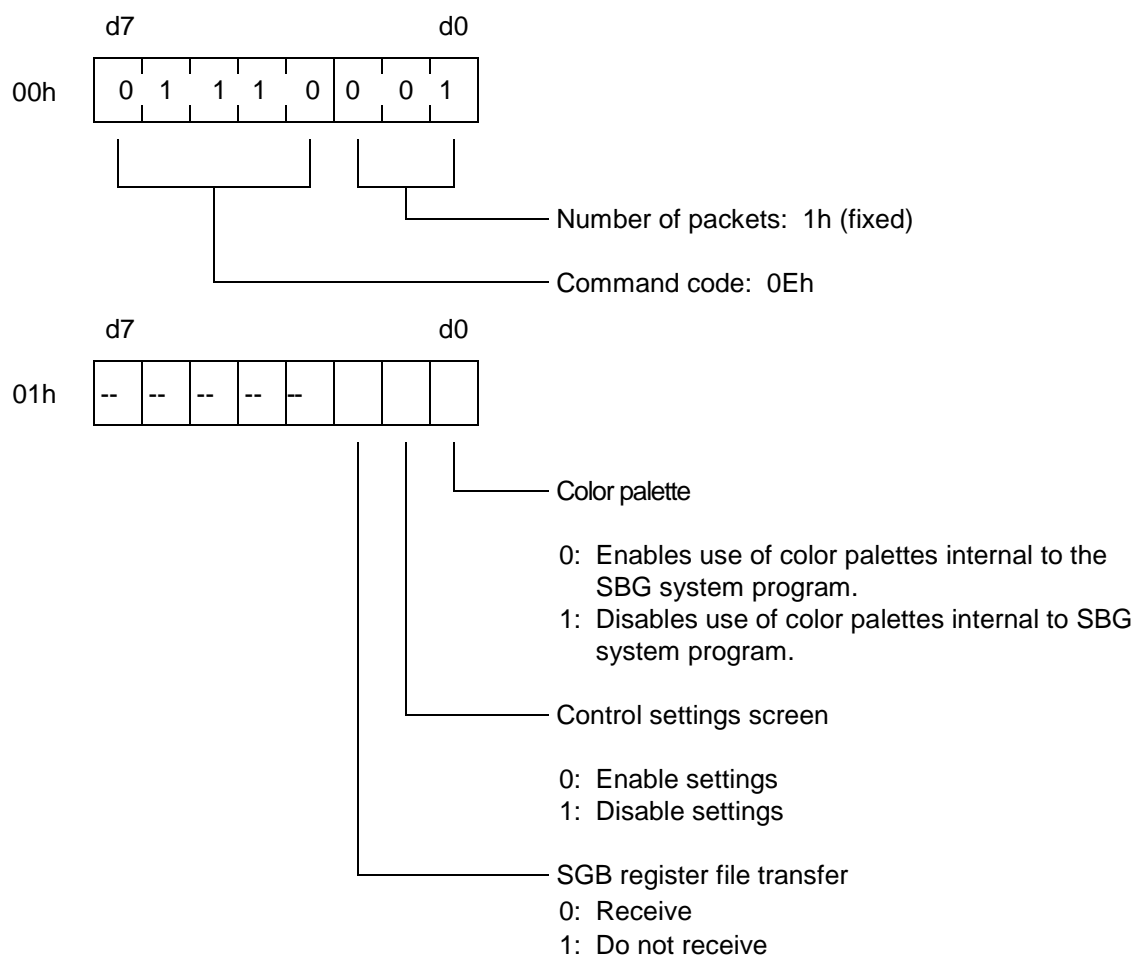 d7 d0
00h 0 1 1 1 0 0 0 1
Number of packets: 1h (fixed)
Command code: 0Eh
d7 d0
01h -- -- -- -- --
Color palette
0: Enables use of color palettes internal to the
SBG system program.
1: Disables use of color palettes internal to SBG
system program.
Control settings screen
0: Enable settings
1: Disable settings
SGB register file transfer
0: Receive
1: Do not receive